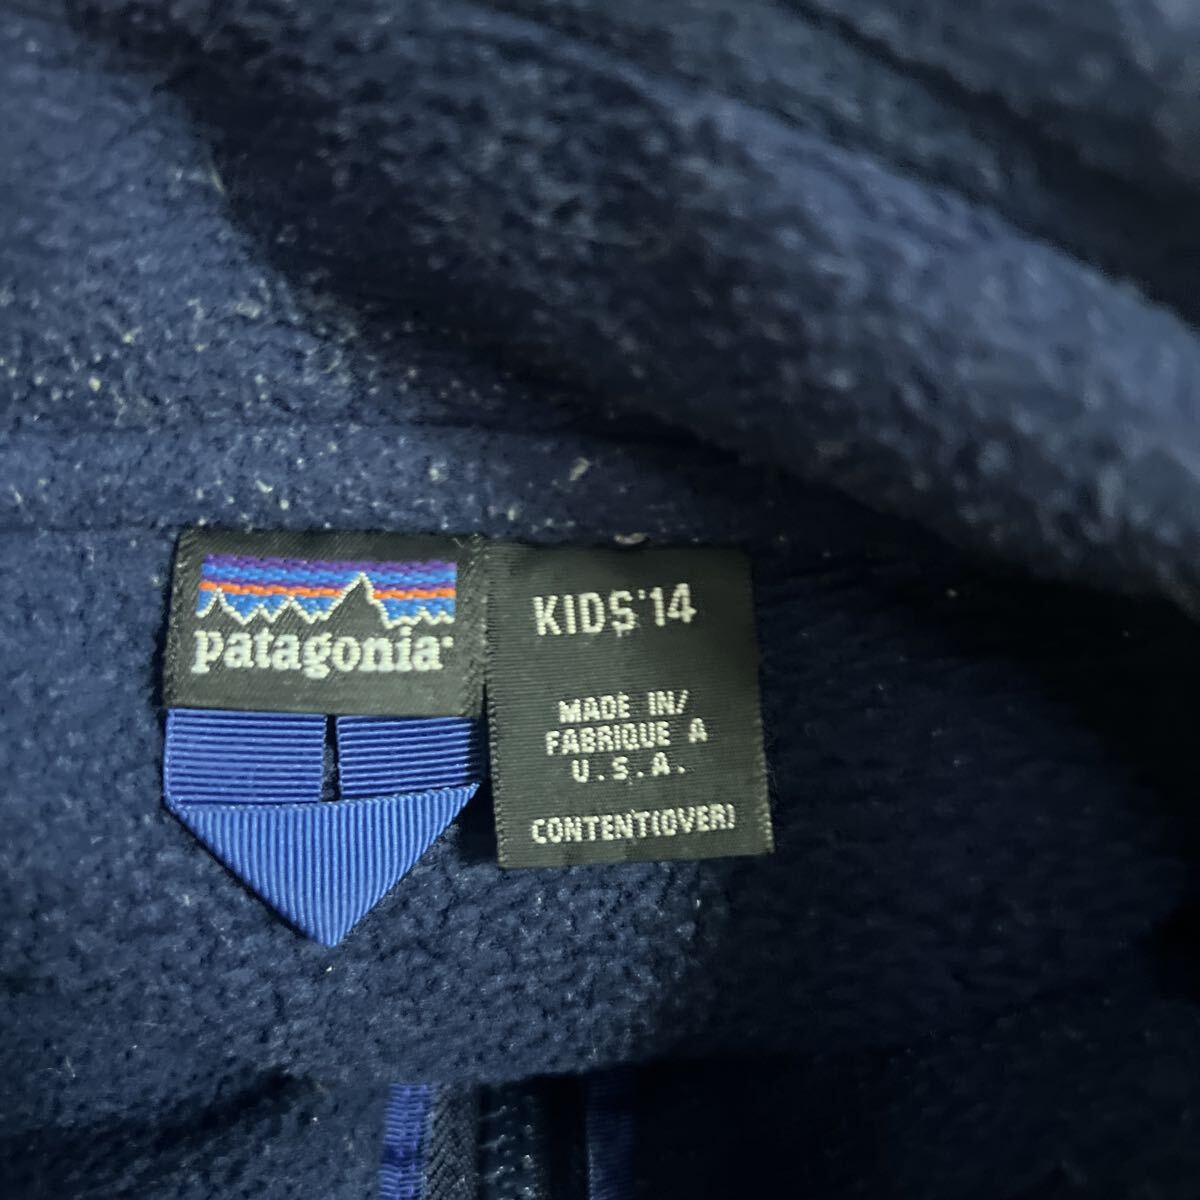 patagonia
KIDS'14
MADE IN/
FABRIQUE A
U.S.A.
CONTENT(OVER)